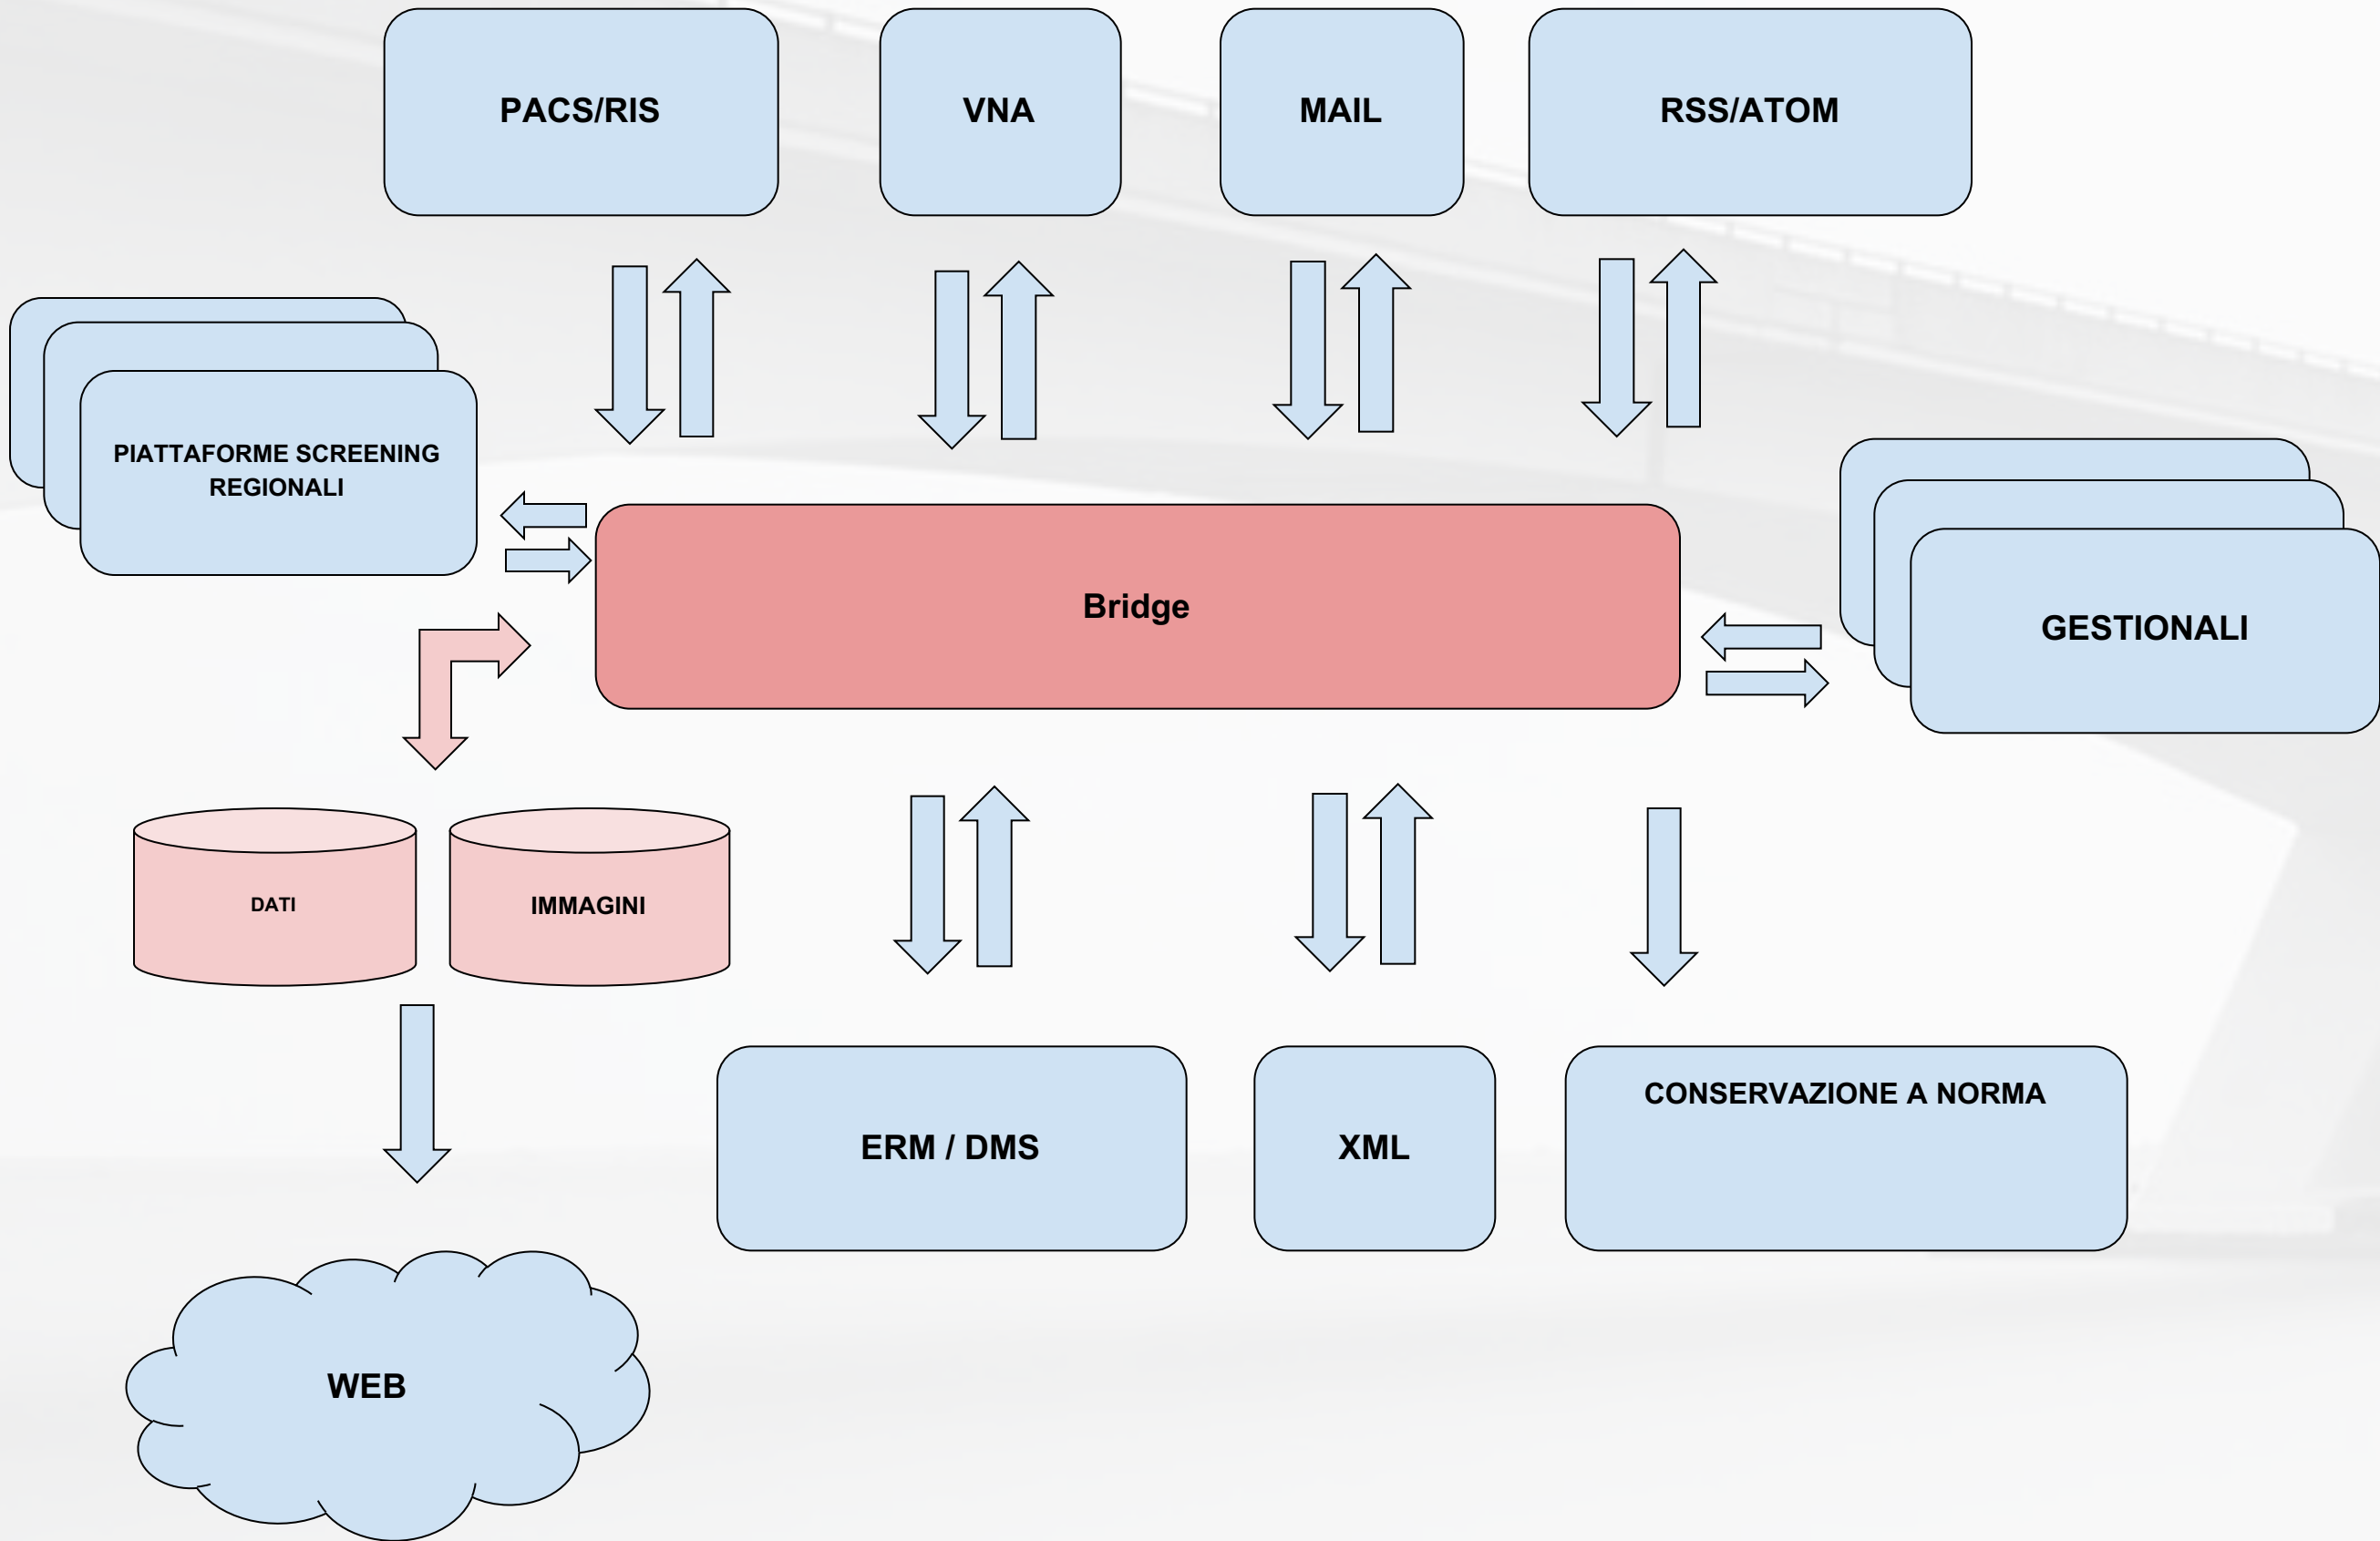 PACS/RIS
VNA
MAIL
RSS/ATOM
PIATTAFORME SCREENING
REGIONALI
Bridge
GESTIONALI
DATI
IMMAGINI
ERM / DMS
XML
CONSERVAZIONE A NORMA
WEB